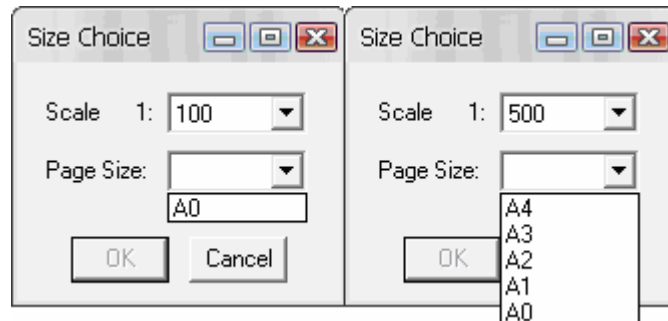 Size Choice
Scale 1: 100
Page Size:
A0
OK Cancel
Size Choice
Scale 1: 500
Page Size:
A4
A3
OK A2
A1
A0